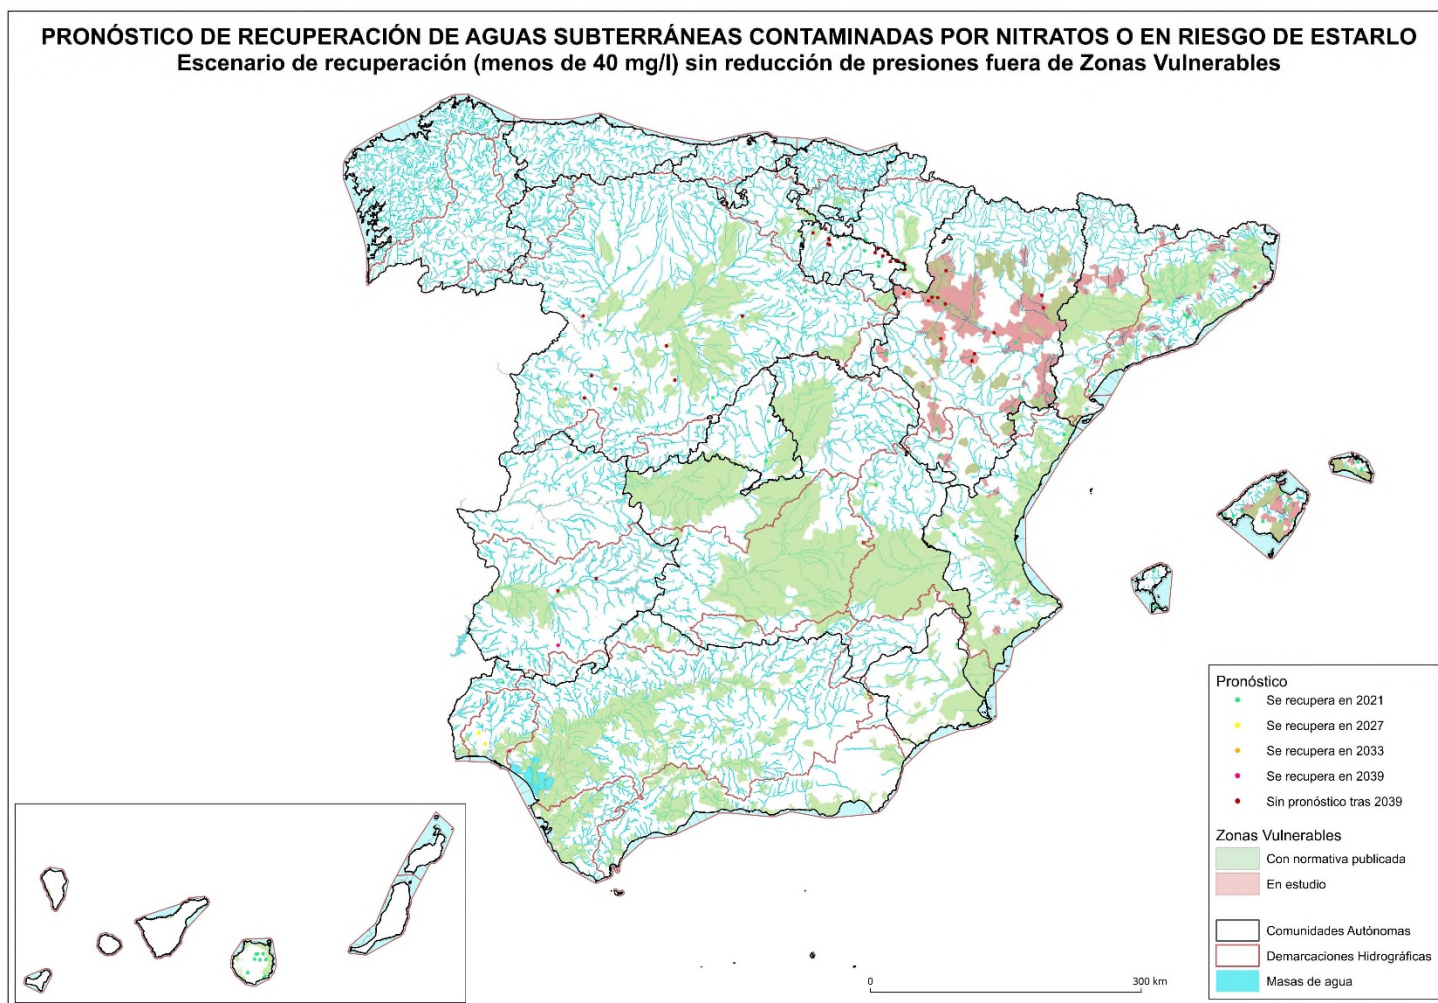 PRONÓSTICO DE RECUPERACIÓN DE AGUAS SUBTERRÁNEAS CONTAMINADAS POR NITRATOS O EN RIESGO DE ESTARLO
Escenario de recuperación (menos de 40 mg/l) sin reducción de presiones fuera de Zonas Vulnerables
Pronóstico
Se recupera en 2021
Se recupera en 2027
Se recupera en 2033
Se recupera en 2039
Sin pronóstico tras 2039
Zonas Vulnerables
Con normativa publicada
En estudio
Comunidades Autónomas
Demarcaciones Hidrográficas
Masas de agua
0 300 km